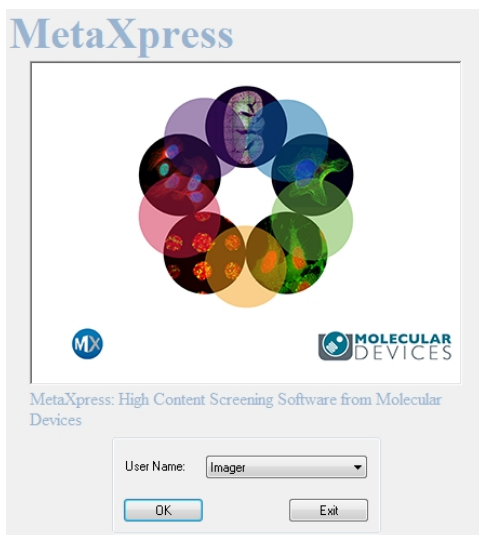 MetaXpress
MX
MOLECULAR
DEVICES
MetaXpress: High Content Screening Software from Molecular
Devices
User Name: Imager
OK Exit